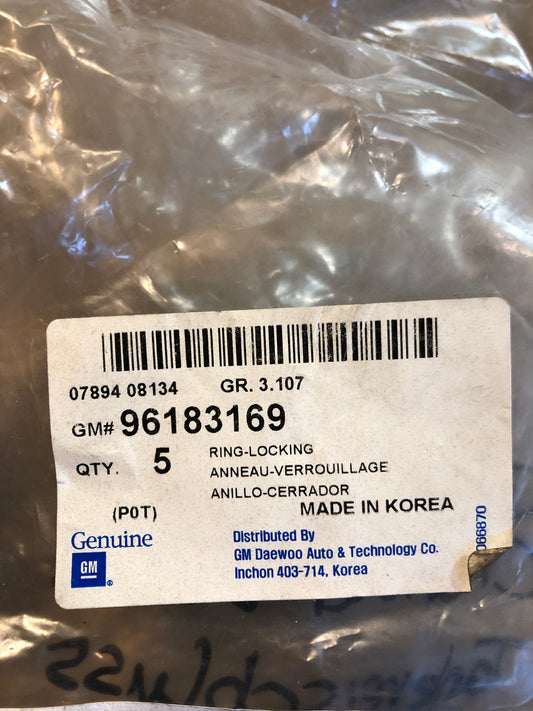 07894 08134 GR. 3.107
GM# 96183169
QTY. 5 RING-LOCKING
ANNEAU-VERROUILLAGE
ANILLO-CERRADOR
(P0T) MADE IN KOREA
Genuine
GM ®
Distributed By
GM Daewoo Auto & Technology Co.
Inchon 403-714, Korea
066870